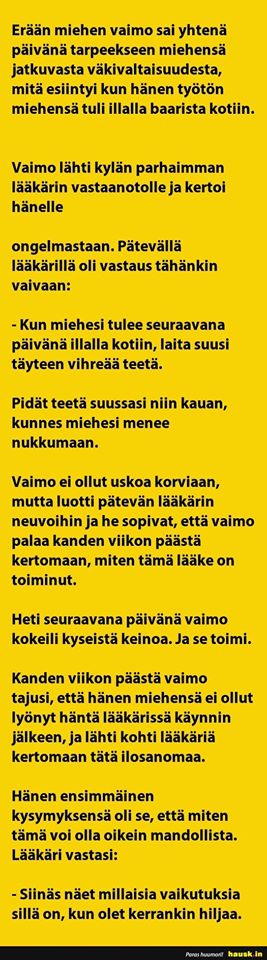 Erään miehen vaimo sai yhtenä
päivänä tarpeekseen miehensä
jatkuvasta väkivaltaisuudesta,
mitä esiintyi kun hänen työtön
miehensä tuli illalla baarista kotiin.
Vaimo lähti kylän parhaimman
lääkärin vastaanotolle ja kertoi
hänelle
ongelmastaan. Pätevällä
lääkärillä oli vastaus tähänkin
vaivaan:
- Kun miehesi tulee seuraavana
päivänä illalla kotiin, laita suusi
täyteen vihreää teetä.
Pidät teetä suussasi niin kauan,
kunnes miehesi menee
nukkumaan.
Vaimo ei ollut uskoa korviaan,
mutta luotti pätevän lääkärin
neuvoihin ja he sopivat, että vaimo
palaa kanden viikon päästä
kertomaan, miten tämä lääke on
toiminut.
Heti seuraavana päivänä vaimo
kokeili kyseistä keinoa. Ja se toimi.
Kanden viikon päästä vaimo
tajusi, että hänen miehensä ei ollut
lyönyt häntä lääkärissä käynnin
jälkeen, ja lähti kohti lääkäriä
kertomaan tätä ilosanomaa.
Hänen ensimmäinen
kysymyksensä oli se, että miten
tämä voi olla oikein mandollista.
Lääkäri vastasi:
- Siinäs näet millaisia vaikutuksia
sillä on, kun olet kerrankin hiljaa.
Paras huumori! hausk.in